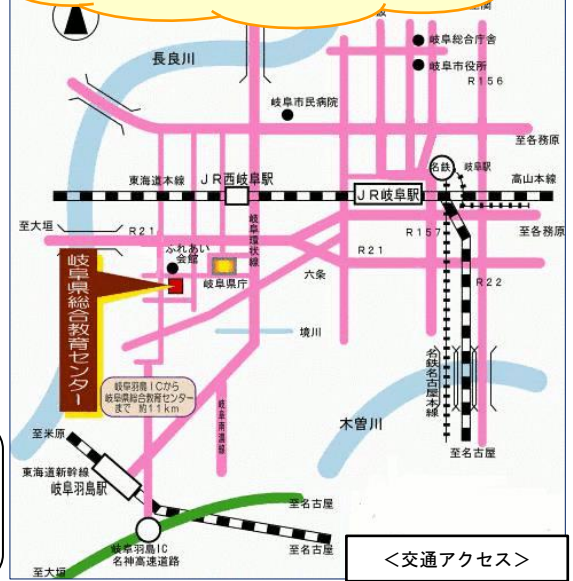 岐阜総合庁舎
長良川
岐阜市役所
R156
岐阜市民病院
至各務原
名鉄
岐阜駅
東海道本線
JR西岐阜駅
JR岐阜駅
高山本線
至大垣
R21
岐阜環状線
R157
至各務原
ふれあい
会館
R21
岐阜県庁
六条
R22
岐阜県総合教育センター
境川
岐阜羽島ICから
岐阜県総合教育センター
まで 約11km
岐阜南濃線
名鉄名古屋本線
木曽川
至米原
至名古屋
東海道新幹線
岐阜羽島駅
至名古屋
岐阜羽島IC
名神高速道路
至名古屋
至大垣
＜交通アクセス＞